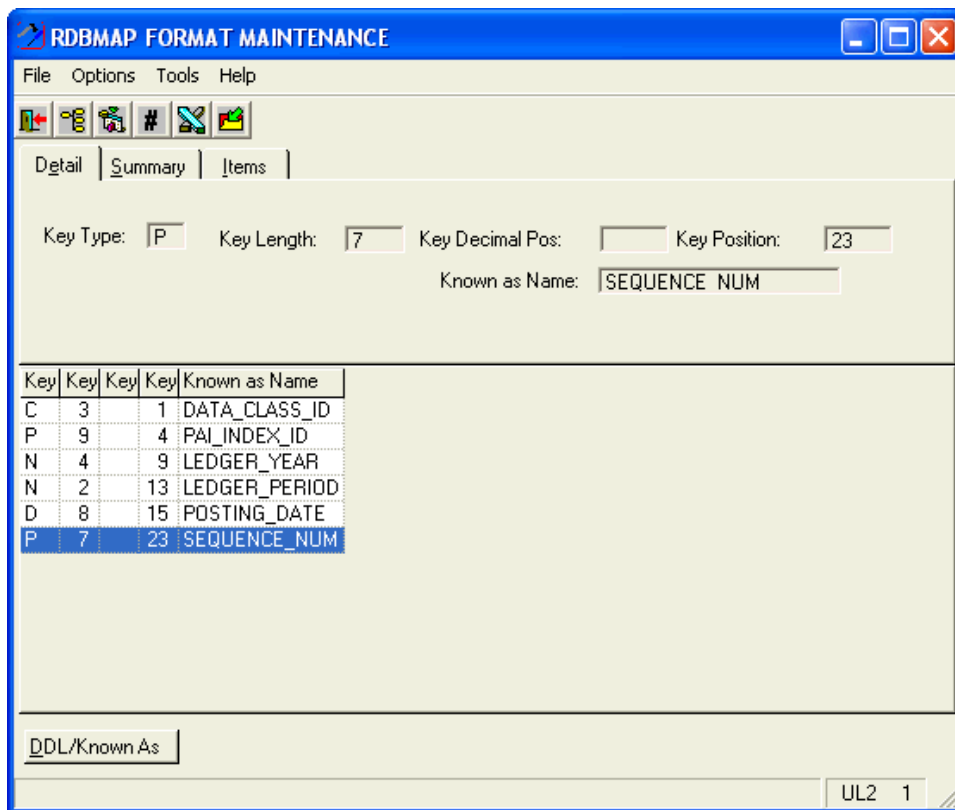 RDBMAP FORMAT MAINTENANCE
File Options Tools Help
#
Detail Summary Items
Key Type: P Key Length: 7 Key Decimal Pos: Key Position: 23
Known as Name: SEQUENCE_NUM
Key Key Key Key Known as Name
C 3 1 DATA_CLASS_ID
P 9 4 PAI_INDEX_ID
N 4 9 LEDGER_YEAR
N 2 13 LEDGER_PERIOD
D 8 15 POSTING_DATE
P 7 23 SEQUENCE_NUM
DDL/Known As
UL2 1